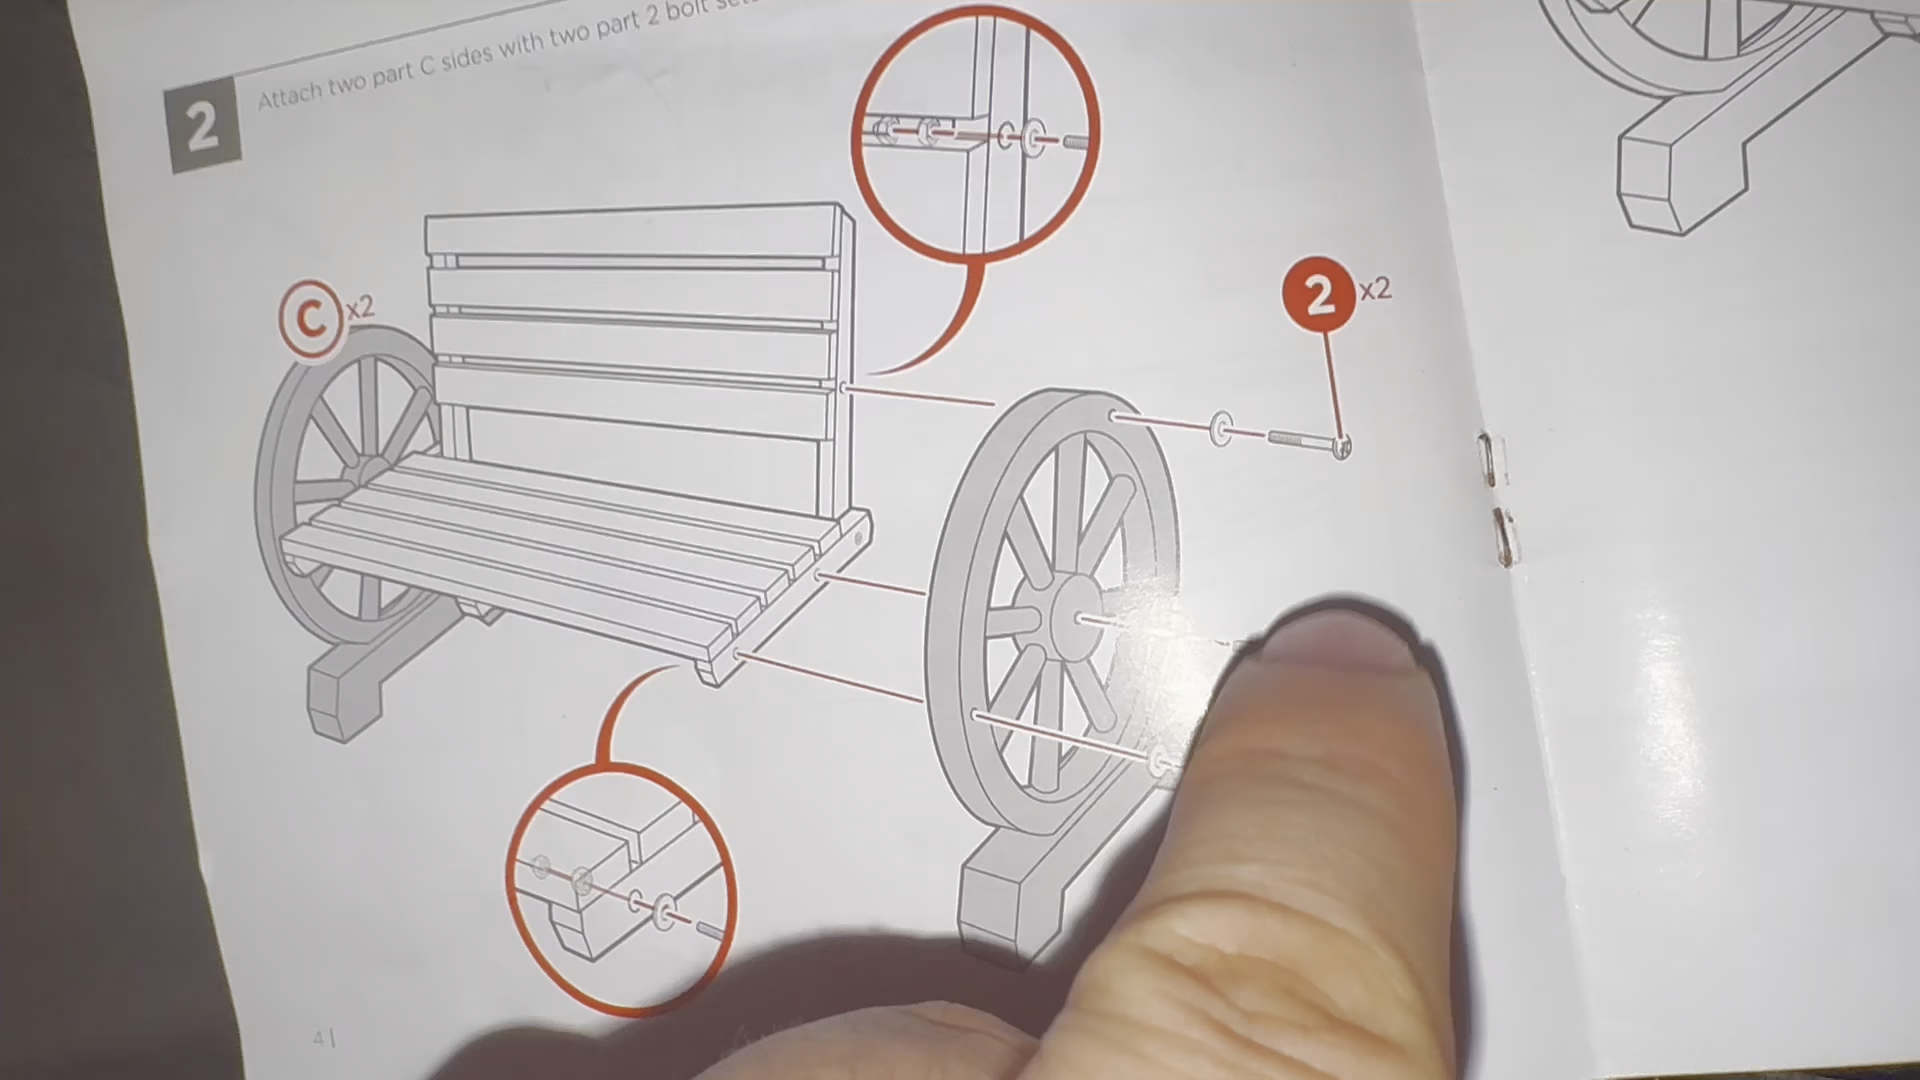 2
Attach two part C sides with two part 2 bolt
C x2
2 x2
4 |